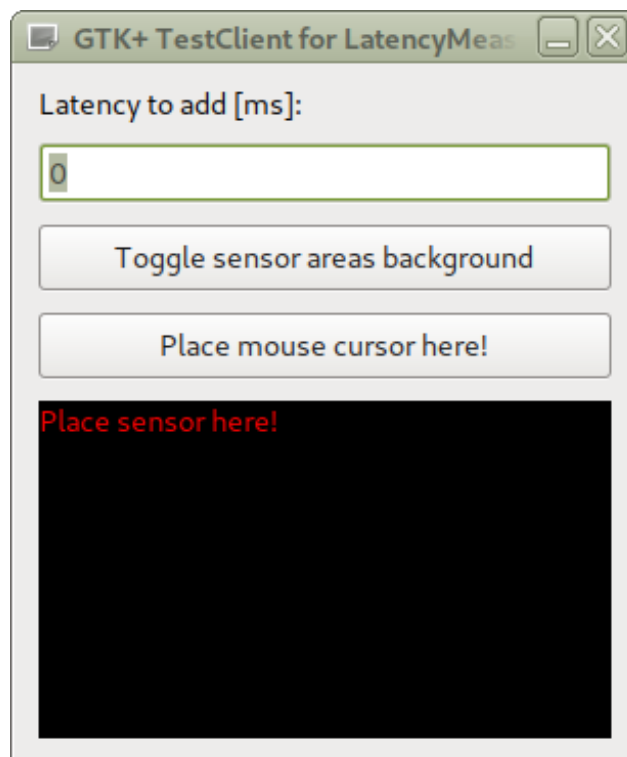 GTK+ TestClient for LatencyMeas
Latency to add [ms]:
0
Toggle sensor areas background
Place mouse cursor here!
Place sensor here!